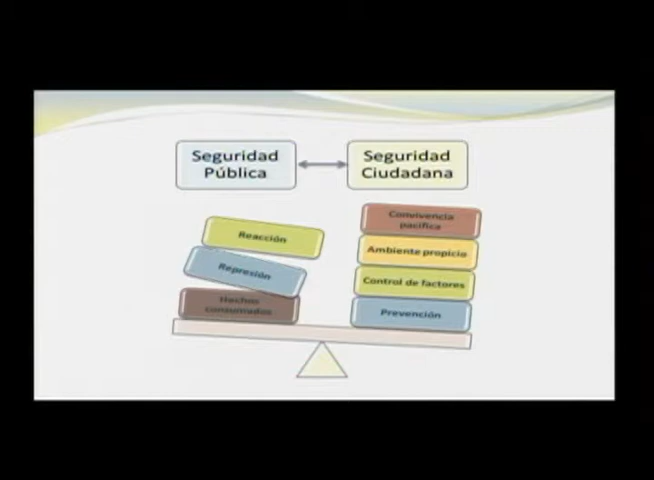 Seguridad
Pública
Seguridad
Ciudadana
Reacción
Represión
Hechos
consumados
Convivencia
pacífica
Ambiente propicio
Control de factores
Prevención